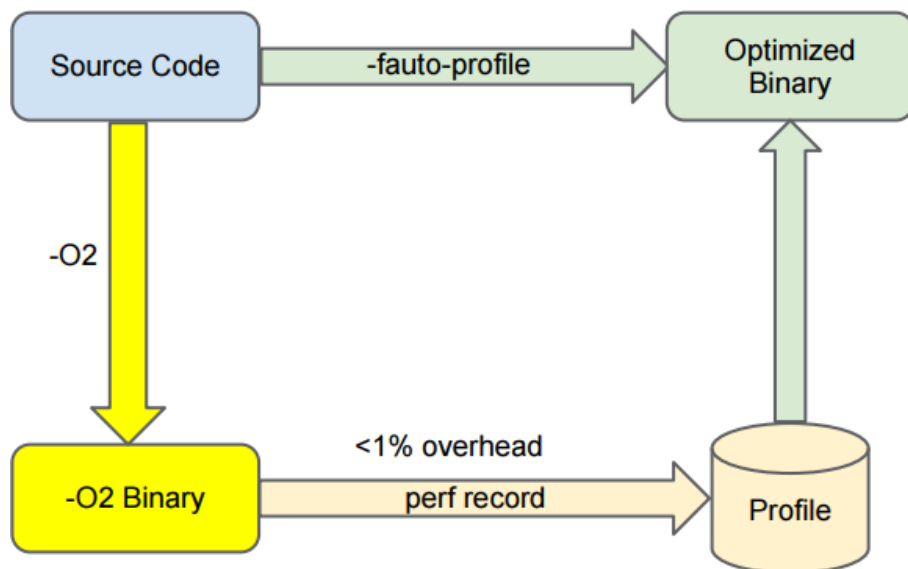 Source Code
-fauto-profile
Optimized
Binary
-O2
<1% overhead
-O2 Binary
perf record
Profile